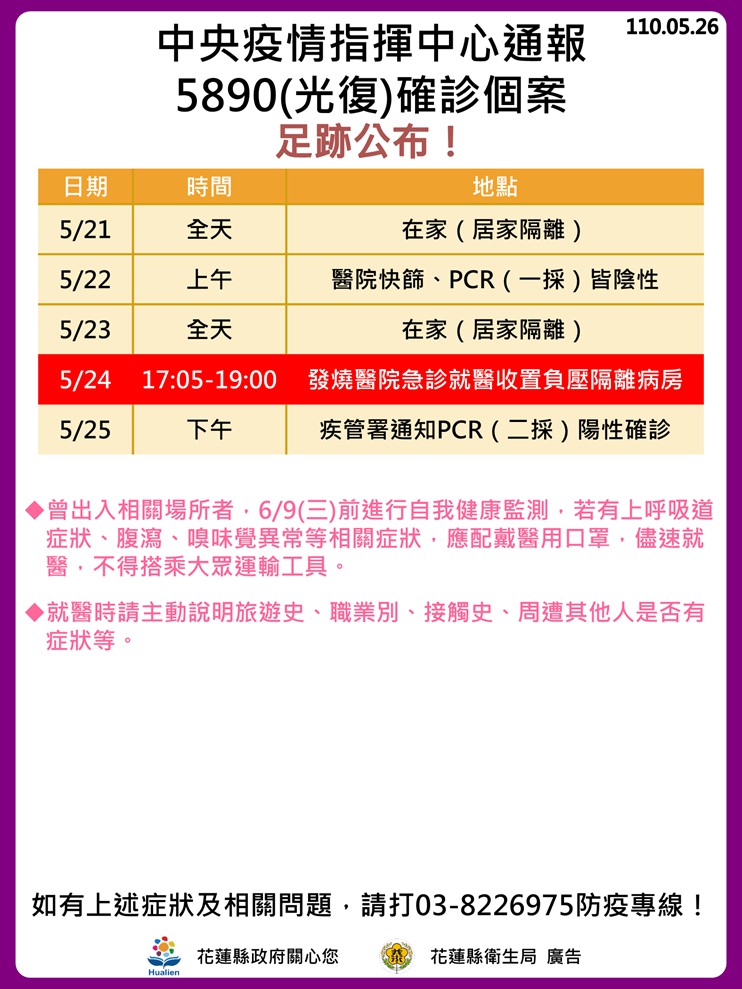 110.05.26
中央疫情指揮中心通報
5890(光復)確診個案
足跡公布！
日期 時間 地點
5/21 全天 在家（居家隔離）
5/22 上午 醫院快篩、PCR（一採）皆陰性
5/23 全天 在家（居家隔離）
5/24 17:05-19:00 發燒醫院急診就醫收置負壓隔離病房
5/25 下午 疾管署通知PCR（二採）陽性確診
◆曾出入相關場所者，6/9(三)前進行自我健康監測，若有上呼吸道
症狀、腹瀉、嗅味覺異常等相關症狀，應配戴醫用口罩，儘速就
醫，不得搭乘大眾運輸工具。
◆就醫時請主動說明旅遊史、職業別、接觸史、周遭其他人是否有
症狀等。
如有上述症狀及相關問題，請打03-8226975防疫專線！
Hualien 花蓮縣政府關心您 花蓮縣衛生局 廣告